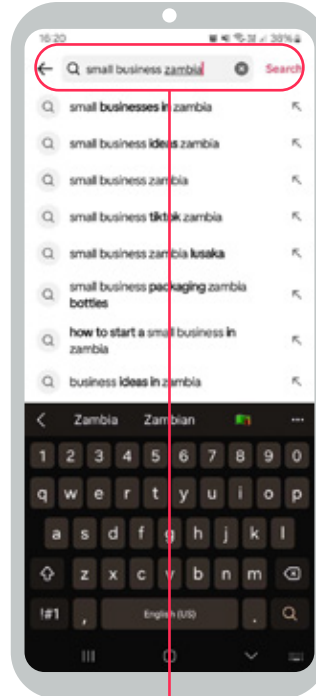 16:20
38%
small business zambia
Search
small businesses in zambia
small business ideas zambia
small business zambia
small business tiktok zambia
small business zambia lusaka
small business packaging zambia
bottles
how to start a small business in
zambia
business ideas in zambia
Zambia Zambian
1 2 3 4 5 6 7 8 9 0
q w e r t y u i o p
a s d f g h j k l
z x c v b n m
!#1 , English (US) .